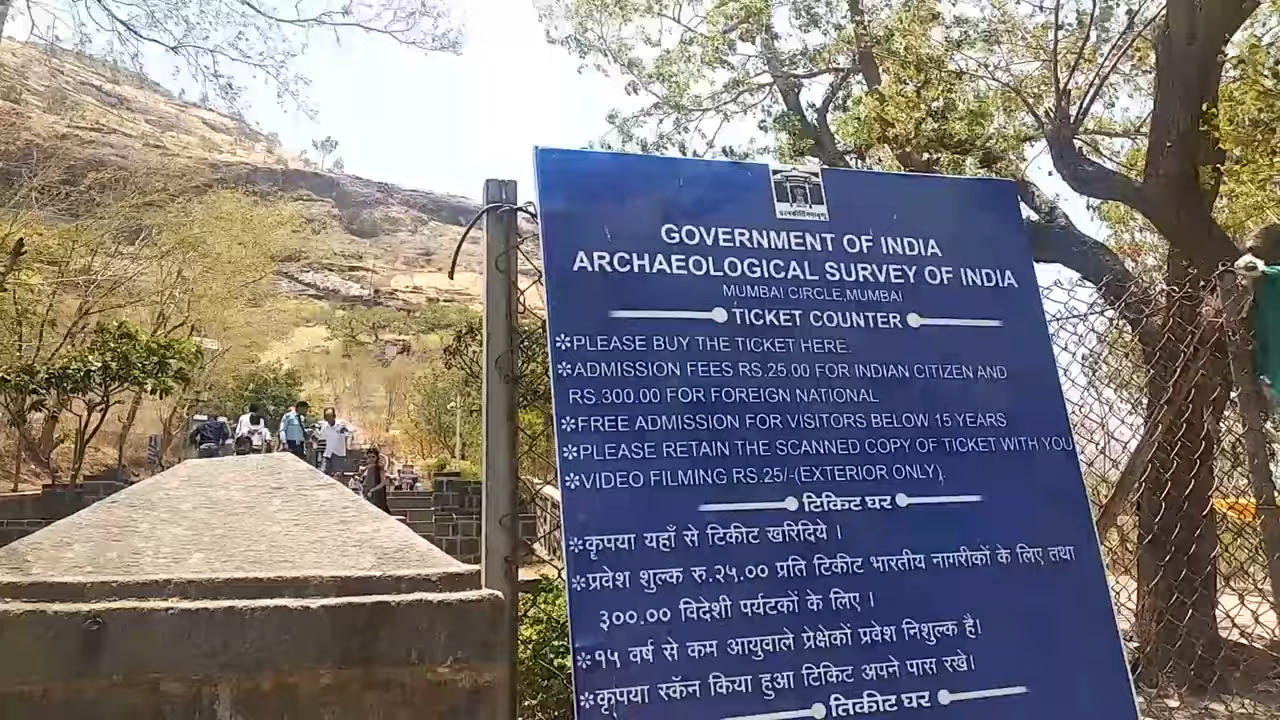 प्रत्नकीर्तिमपावृणु
GOVERNMENT OF INDIA
ARCHAEOLOGICAL SURVEY OF INDIA
MUMBAI CIRCLE,MUMBAI
TICKET COUNTER
*PLEASE BUY THE TICKET HERE.
*ADMISSION FEES RS.25.00 FOR INDIAN CITIZEN AND
RS.300.00 FOR FOREIGN NATIONAL
*FREE ADMISSION FOR VISITORS BELOW 15 YEARS
*PLEASE RETAIN THE SCANNED COPY OF TICKET WITH YOU
*VIDEO FILMING RS.25/-(EXTERIOR ONLY),
टिकिट घर
*कृपया यहाँ से टिकीट खरिदिये ।
*प्रवेश शुल्क रु.२५.०० प्रति टिकीट भारतीय नागरीकों के लिए तथा
३००.०० विदेशी पर्यटकों के लिए ।
*१५ वर्ष से कम आयुवाले प्रेक्षेकों प्रवेश निशुल्क है।
*कृपया स्कॅन किया हुआ टिकिट अपने पास रखे।
तिकीट घर